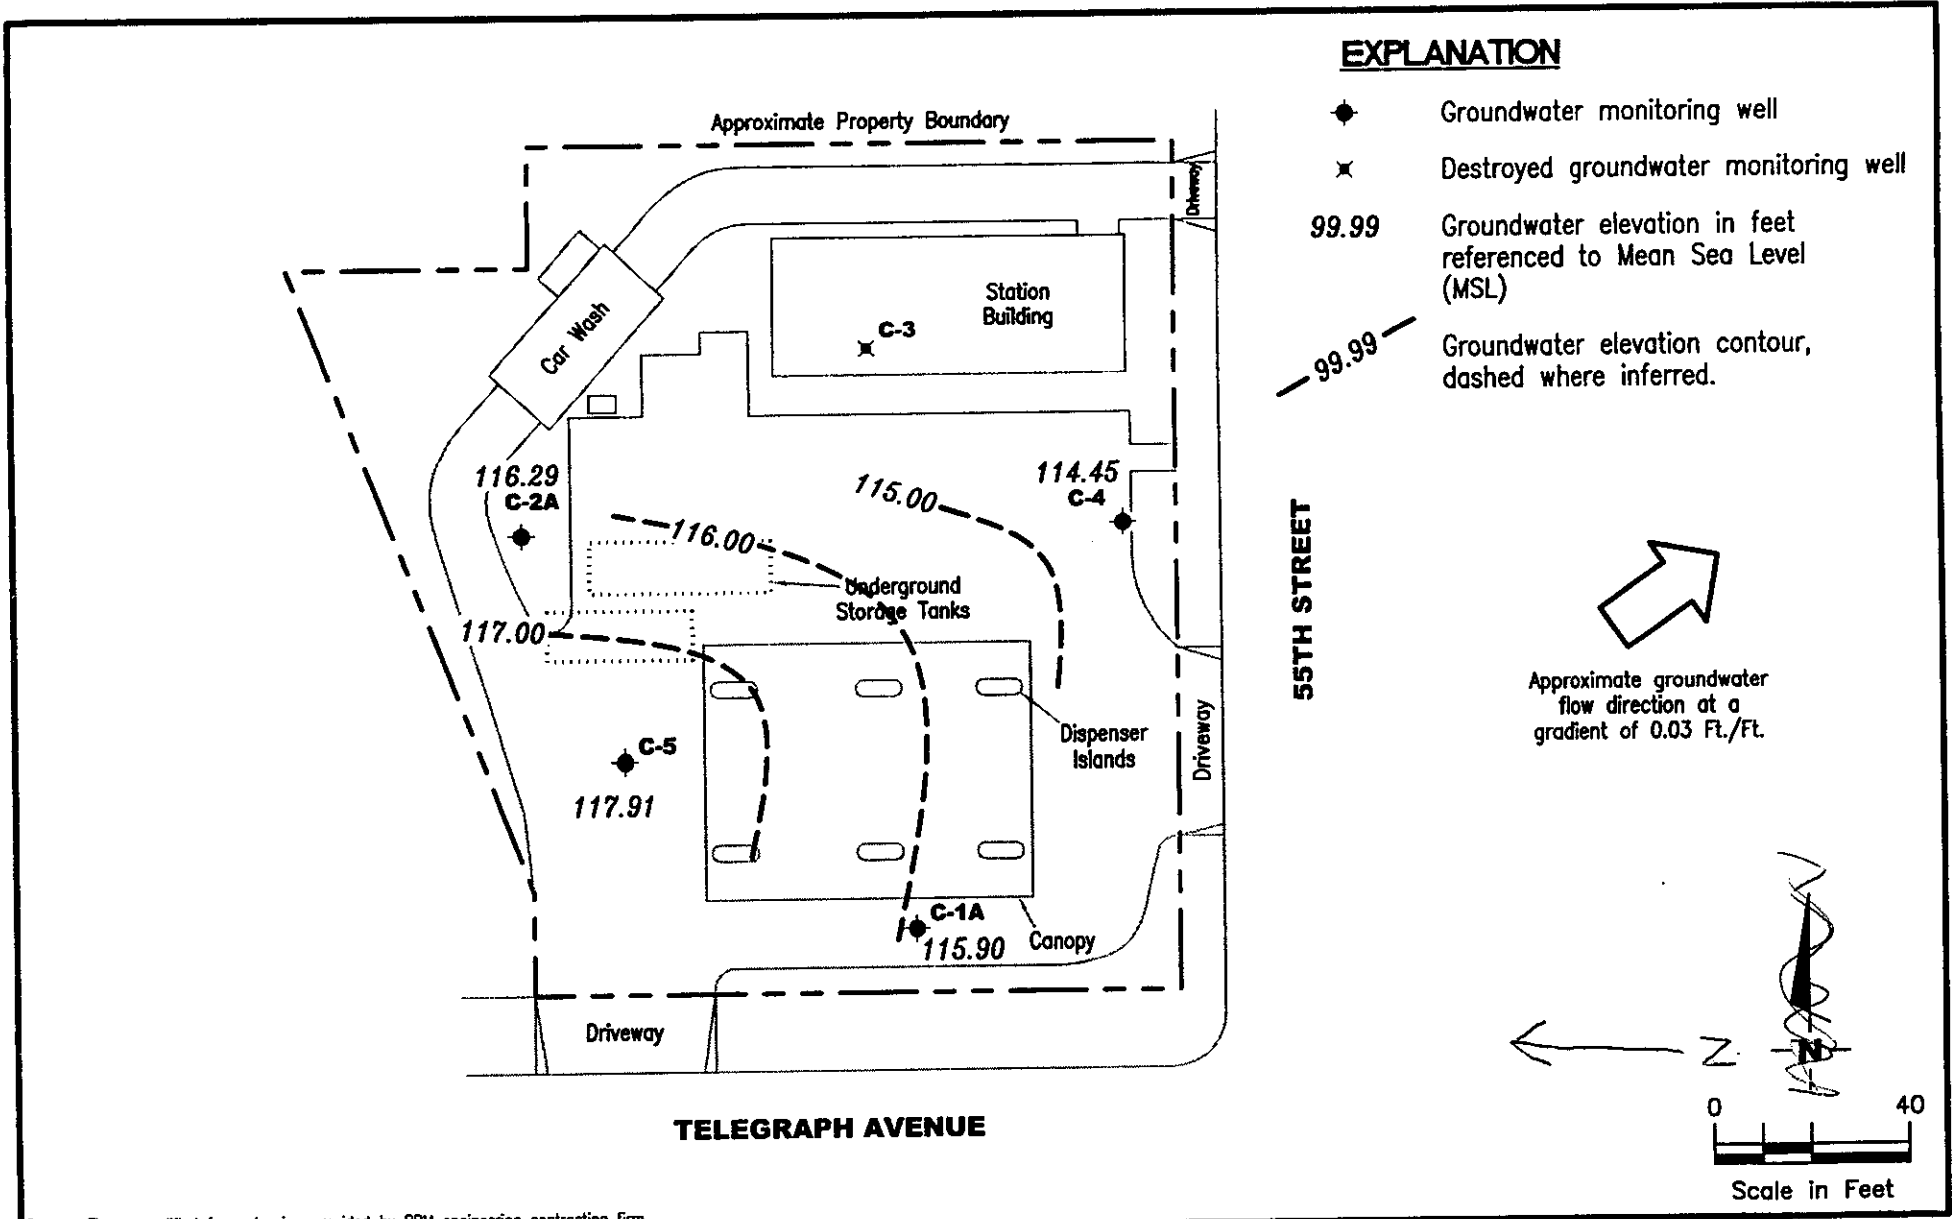 EXPLANATION
Groundwater monitoring well
Destroyed groundwater monitoring well
99.99
Groundwater elevation in feet
referenced to Mean Sea Level
(MSL)
99.99
Groundwater elevation contour,
dashed where inferred.
Approximate Property Boundary
Driveway
Station
Building
C-3
Car Wash
116.29
C-2A
115.00
114.45
C-4
116.00
Underground
Storage Tanks
117.00
55TH STREET
Approximate groundwater
flow direction at a
gradient of 0.03 Ft./Ft.
Dispenser
Islands
Driveway
C-5
117.91
C-1A
115.90
Canopy
Driveway
N
N
TELEGRAPH AVENUE
0 40
Scale in Feet